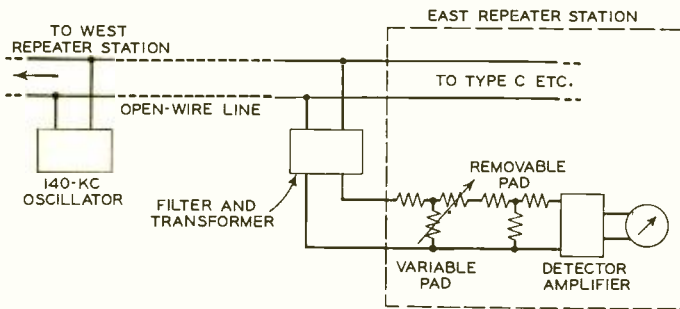 EAST REPEATER STATION
TO WEST
REPEATER STATION
TO TYPE C ETC.
OPEN-WIRE LINE
140-KC
OSCILLATOR
FILTER AND
TRANSFORMER
REMOVABLE
PAD
VARIABLE
PAD
DETECTOR
AMPLIFIER